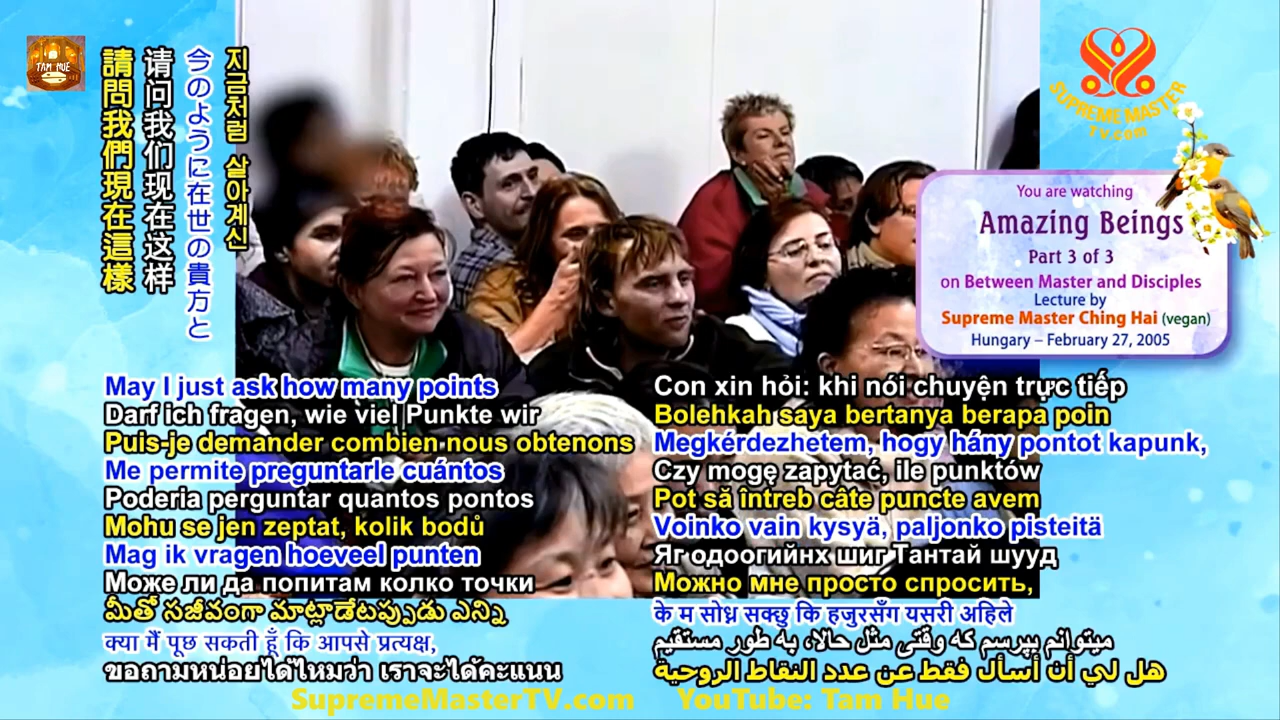 TAM HUE
請問我們現在這樣
请问我们现在这样
今のように在世の貴方と
지금처럼 살아계신
SUPREME MASTER
TV.com
You are watching
Amazing Beings
Part 3 of 3
on Between Master and Disciples
Lecture by
Supreme Master Ching Hai (vegan)
Hungary – February 27, 2005
May I just ask how many points
Darf ich fragen, wie viel Punkte wir
Puis-je demander combien nous obtenons
Me permite preguntarle cuántos
Poderia perguntar quantos pontos
Mohu se jen zeptat, kolik bodů
Mag ik vragen hoeveel punten
Може ли да попитам колко точки
మీతో సజీవంగా మాట్లాడేటప్పుడు ఎన్ని
क्या मैं पूछ सकती हूँ कि आपसे प्रत्यक्ष,
ขอถามหน่อยได้ไหมว่า เราจะได้คะแนน
Con xin hỏi: khi nói chuyện trực tiếp
Bolehkah saya bertanya berapa poin
Megkérdezhetem, hogy hány pontot kapunk,
Czy mogę zapytać, ile punktów
Pot să întreb câte puncte avem
Voinko vain kysyä, paljonko pisteitä
Яг одоогийнх шиг Тантай шууд
Можно мне просто спросить,
के म सोध्न सक्छु कि हजुरसँग यसरी अहिले
میتوانم بپرسم که وقتی مثل حالا، به طور مستقیم
هل لي أن أسأل فقط عن عدد النقاط الروحية
SupremeMasterTV.com
YouTube: Tam Hue